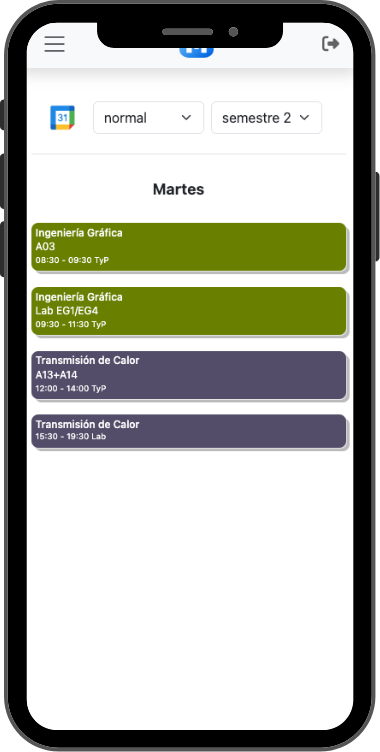 31
normal
semestre 2
Martes
Ingeniería Gráfica
A03
08:30 - 09:30 TyP
Ingeniería Gráfica
Lab EG1/EG4
09:30 - 11:30 TyP
Transmisión de Calor
A13+A14
12:00 - 14:00 TyP
Transmisión de Calor
15:30 - 19:30 Lab